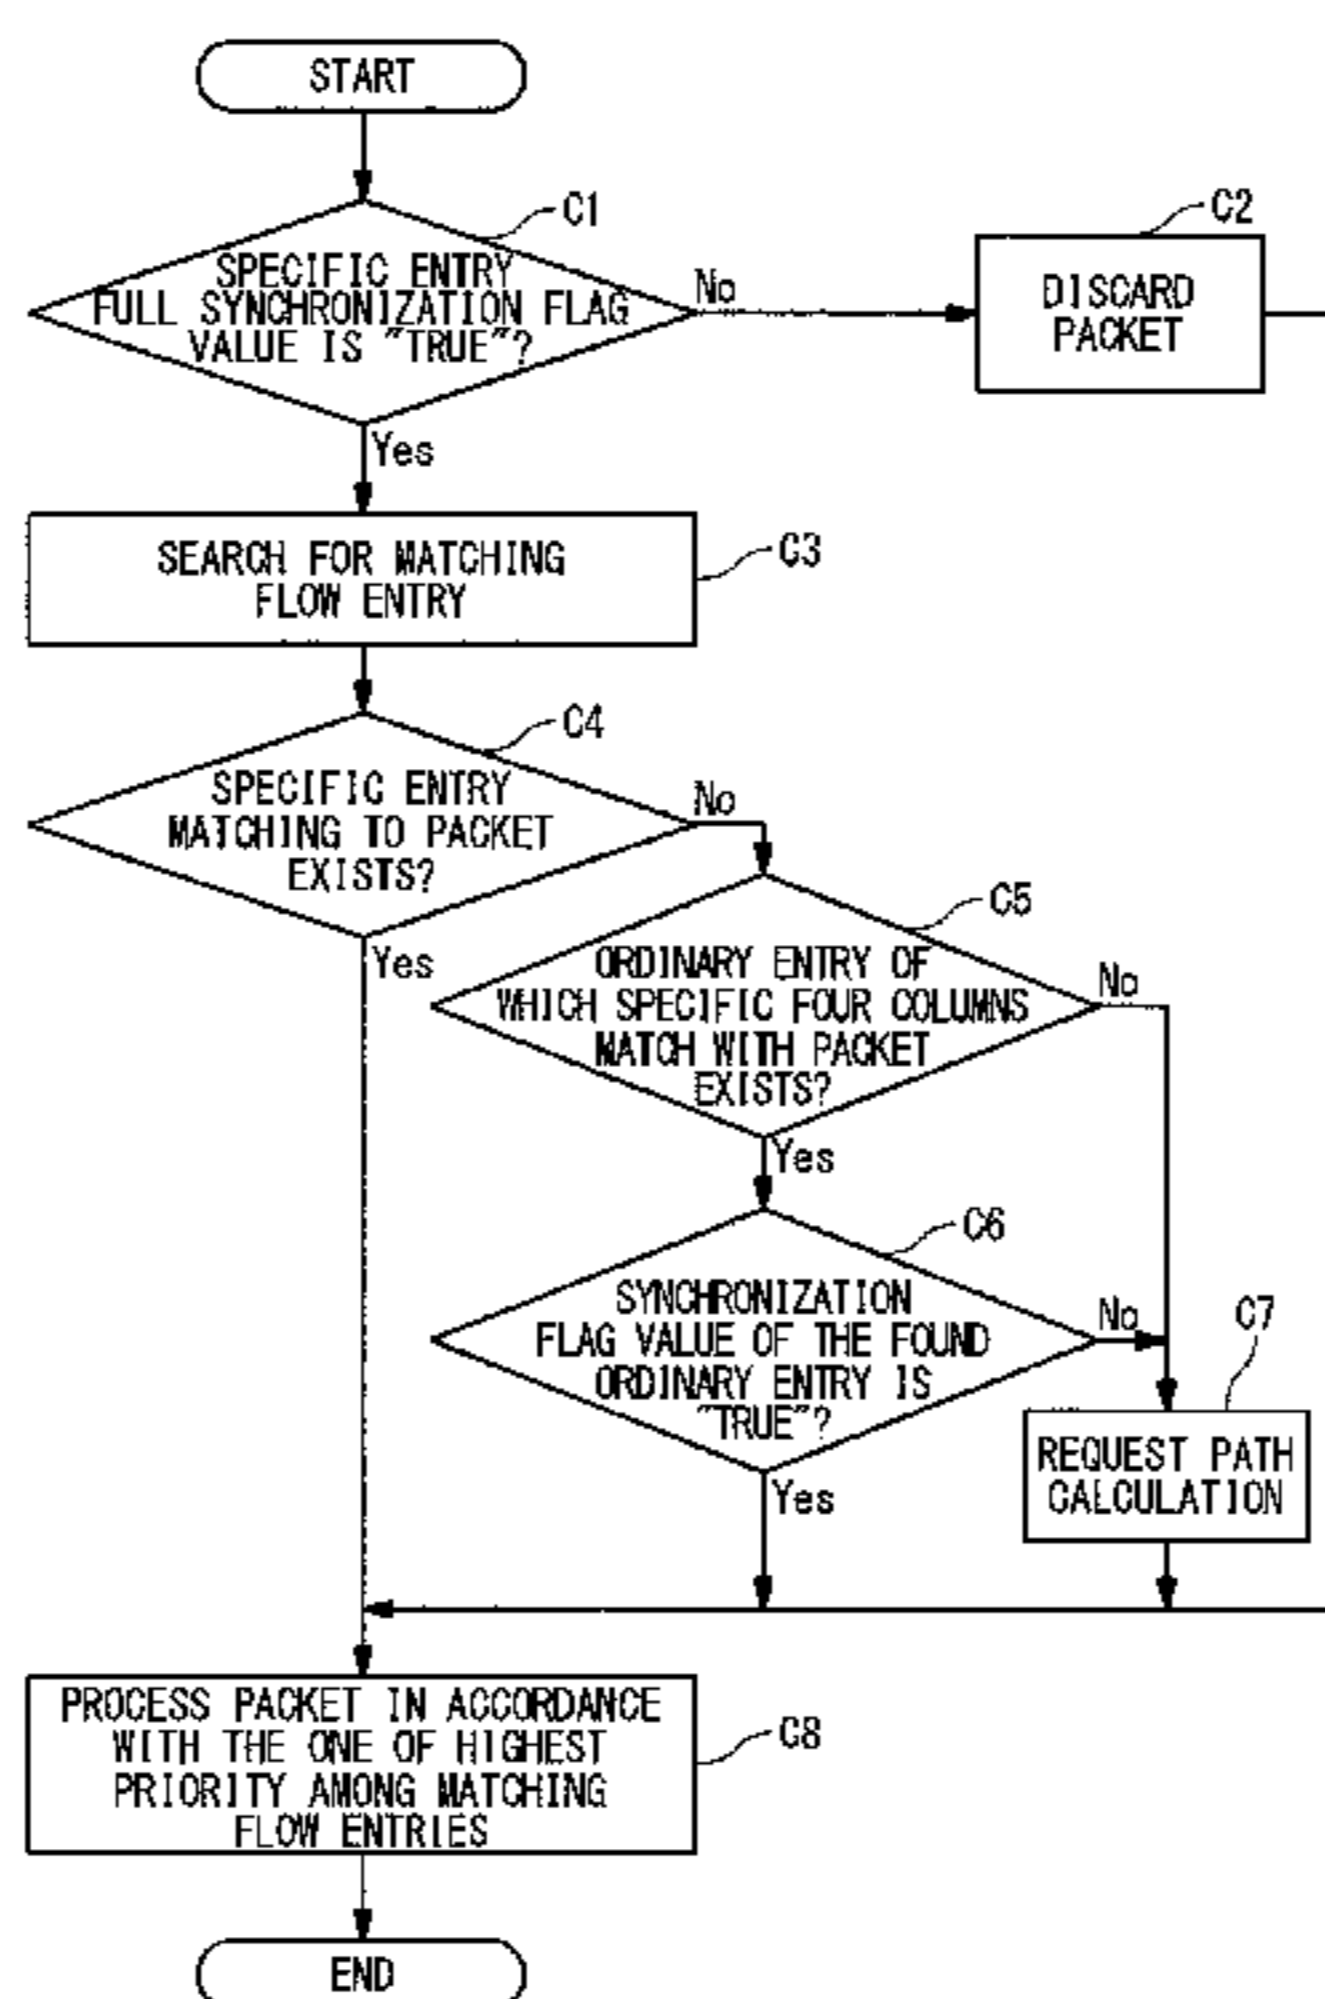 START
C1
SPECIFIC ENTRY
FULL SYNCHRONIZATION FLAG
VALUE IS "TRUE"?
No
C2
DISCARD
PACKET
Yes
SEARCH FOR MATCHING
FLOW ENTRY
C3
C4
SPECIFIC ENTRY
MATCHING TO PACKET
EXISTS?
No
Yes
C5
ORDINARY ENTRY OF
WHICH SPECIFIC FOUR COLUMNS
MATCH WITH PACKET
EXISTS?
No
Yes
C6
SYNCHRONIZATION
FLAG VALUE OF THE FOUND
ORDINARY ENTRY IS
"TRUE"?
No
Yes
C7
REQUEST PATH
CALCULATION
PROCESS PACKET IN ACCORDANCE
WITH THE ONE OF HIGHEST
PRIORITY AMONG MATCHING
FLOW ENTRIES
C8
END